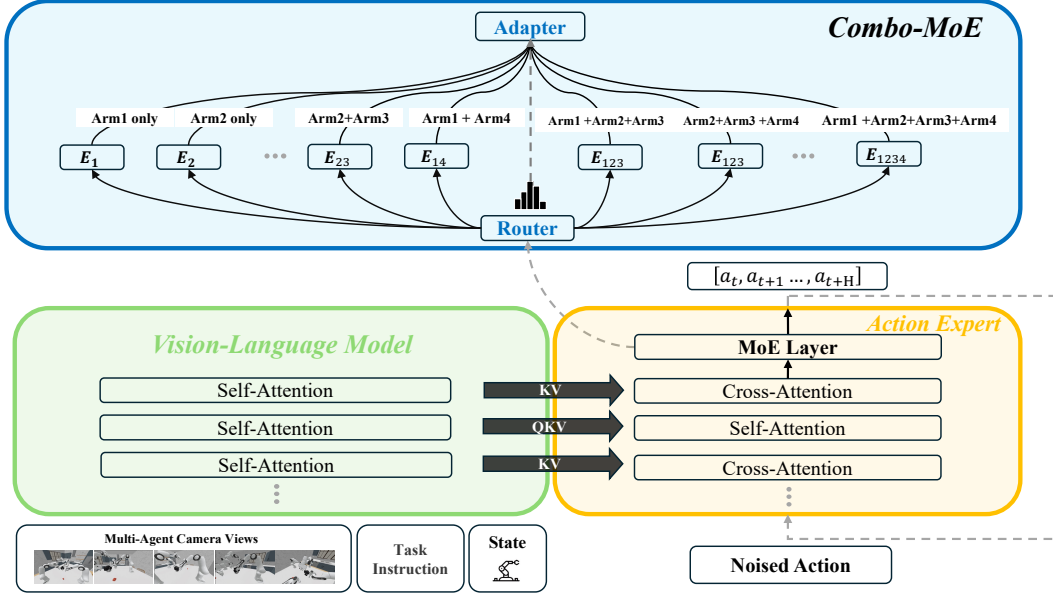 Adapter
Combo-MoE
Arm1 only
Arm2 only
Arm2+Arm3
Arm1 + Arm4
Arm1 +Arm2+Arm3
Arm2+Arm3 +Arm4
Arm1 +Arm2+Arm3+Arm4
E₁
E₂
...
E₂₃
E₁₄
E₁₂₃
E₁₂₃
...
E₁₂₃₄
Router
[aₜ, aₜ₊₁ ..., aₜ₊H]
Vision-Language Model
Action Expert
MoE Layer
Self-Attention
KV
Cross-Attention
Self-Attention
QKV
Self-Attention
Self-Attention
KV
Cross-Attention
Multi-Agent Camera Views
Task
Instruction
State
Noised Action